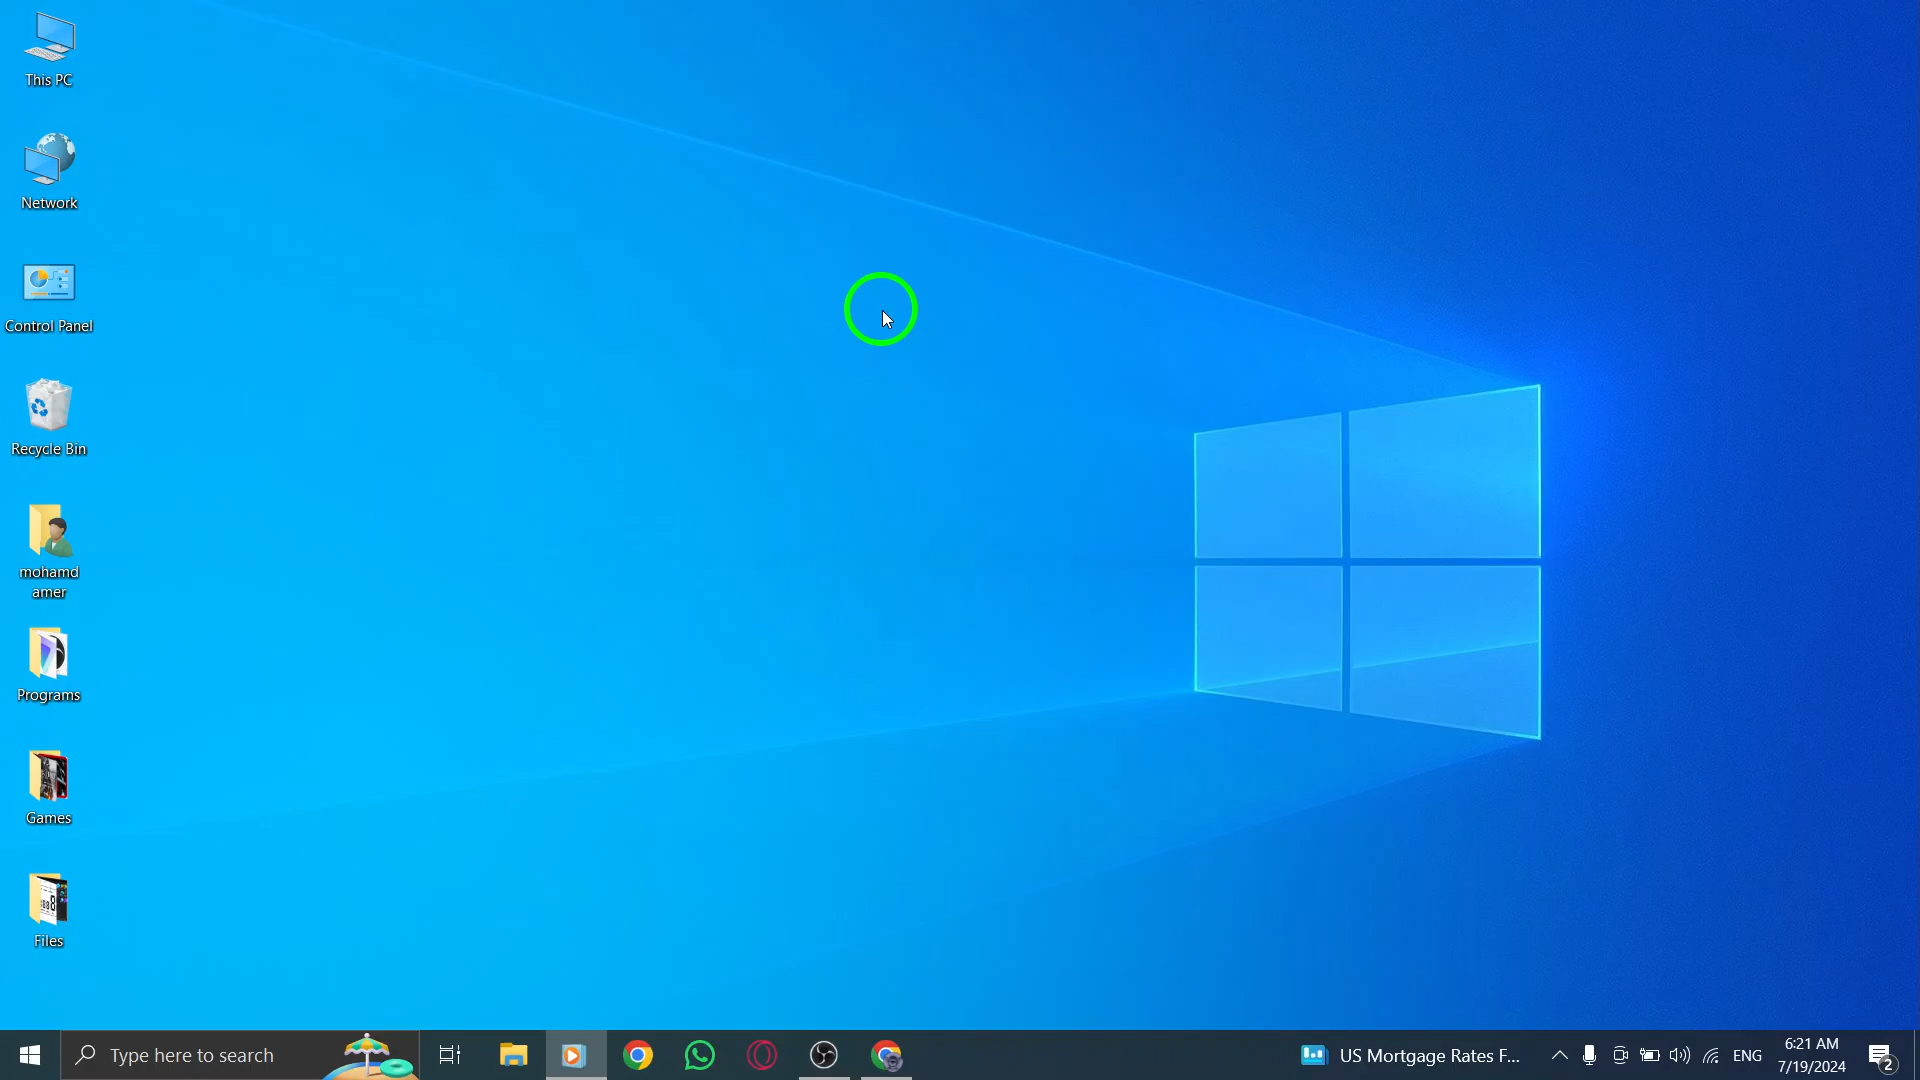 This PC
Network
Control Panel
Recycle Bin
mohamd
amer
Programs
Games
Files
Type here to search
US Mortgage Rates F...
ENG
6:21 AM
7/19/2024
2